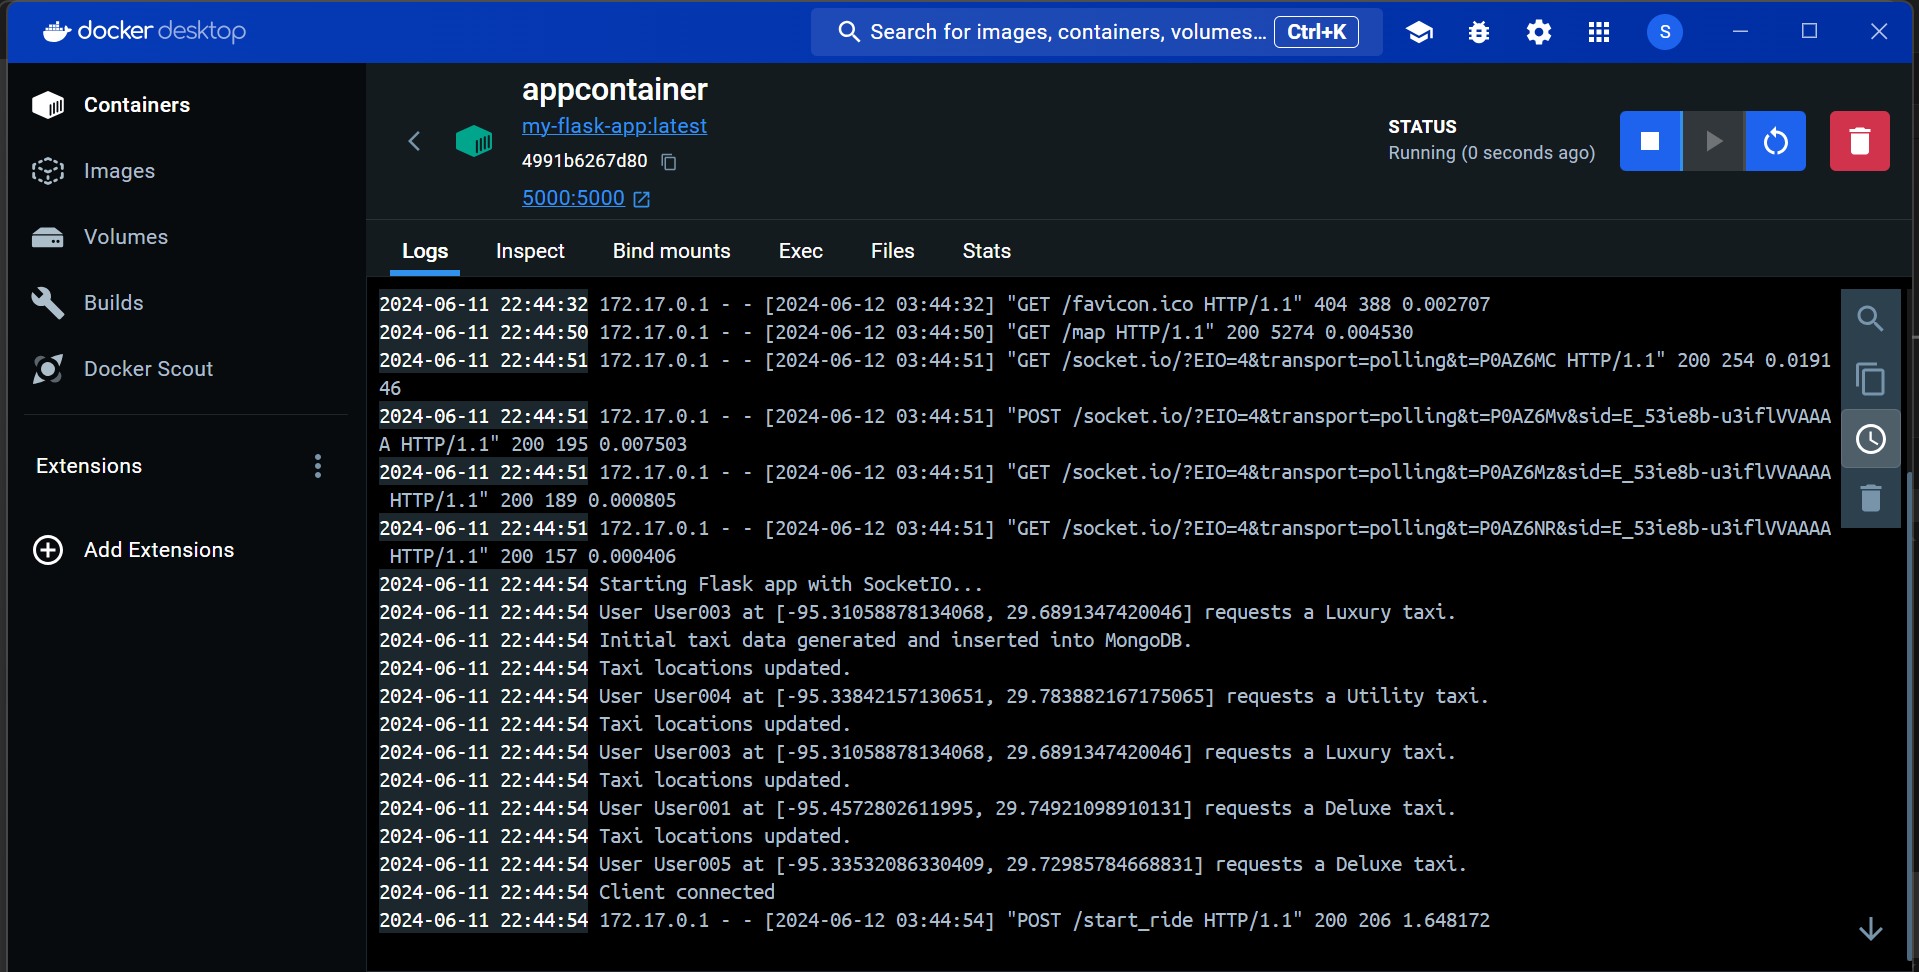 docker desktop
Search for images, containers, volumes... Ctrl+K
S
Containers
Images
Volumes
Builds
Docker Scout
Extensions
Add Extensions
appcontainer
my-flask-app:latest
4991b6267d80
5000:5000
STATUS
Running (0 seconds ago)
Logs Inspect Bind mounts Exec Files Stats
2024-06-11 22:44:32 172.17.0.1 - - [2024-06-12 03:44:32] "GET /favicon.ico HTTP/1.1" 404 388 0.002707
2024-06-11 22:44:50 172.17.0.1 - - [2024-06-12 03:44:50] "GET /map HTTP/1.1" 200 5274 0.004530
2024-06-11 22:44:51 172.17.0.1 - - [2024-06-12 03:44:51] "GET /socket.io/?EIO=4&transport=polling&t=P0AZ6MC HTTP/1.1" 200 254 0.0191
46
2024-06-11 22:44:51 172.17.0.1 - - [2024-06-12 03:44:51] "POST /socket.io/?EIO=4&transport=polling&t=P0AZ6Mv&sid=E_53ie8b-u3iflVVAAA
A HTTP/1.1" 200 195 0.007503
2024-06-11 22:44:51 172.17.0.1 - - [2024-06-12 03:44:51] "GET /socket.io/?EIO=4&transport=polling&t=P0AZ6Mz&sid=E_53ie8b-u3iflVVAAAA
HTTP/1.1" 200 189 0.000805
2024-06-11 22:44:51 172.17.0.1 - - [2024-06-12 03:44:51] "GET /socket.io/?EIO=4&transport=polling&t=P0AZ6NR&sid=E_53ie8b-u3iflVVAAAA
HTTP/1.1" 200 157 0.000406
2024-06-11 22:44:54 Starting Flask app with SocketIO...
2024-06-11 22:44:54 User User003 at [-95.31058878134068, 29.6891347420046] requests a Luxury taxi.
2024-06-11 22:44:54 Initial taxi data generated and inserted into MongoDB.
2024-06-11 22:44:54 Taxi locations updated.
2024-06-11 22:44:54 User User004 at [-95.33842157130651, 29.783882167175065] requests a Utility taxi.
2024-06-11 22:44:54 Taxi locations updated.
2024-06-11 22:44:54 User User003 at [-95.31058878134068, 29.6891347420046] requests a Luxury taxi.
2024-06-11 22:44:54 Taxi locations updated.
2024-06-11 22:44:54 User User001 at [-95.4572802611995, 29.74921098910131] requests a Deluxe taxi.
2024-06-11 22:44:54 Taxi locations updated.
2024-06-11 22:44:54 User User005 at [-95.33532086330409, 29.72985784668831] requests a Deluxe taxi.
2024-06-11 22:44:54 Client connected
2024-06-11 22:44:54 172.17.0.1 - - [2024-06-12 03:44:54] "POST /start_ride HTTP/1.1" 200 206 1.648172